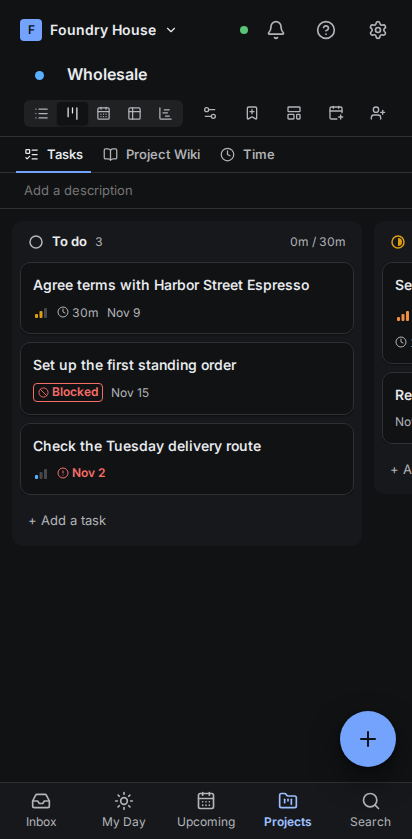 F Foundry House
Wholesale
Tasks Project Wiki Time
Add a description
To do 3 0m / 30m
Agree terms with Harbor Street Espresso
30m Nov 9
Set up the first standing order
Blocked Nov 15
Check the Tuesday delivery route
Nov 2
+ Add a task
Se
Re
+ A
Inbox My Day Upcoming Projects Search